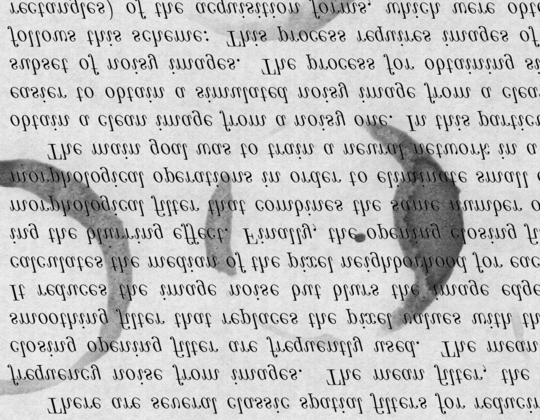 There are several classic spatial filters for reducin
frequency noise from images. The mean filter, the
closing opening filter are frequently used. The mean
smoothing filter that replaces the pixel values with th
It reduces the image noise but blurs the image edge
calculates the median of the pixel neighborhood for eac
ing the blurring effect. Finally, the opening closing fi
morphological filter that combines the same number o
morphological operations in order to eliminate small e
The main goal was to train a neural network in a
obtain a clean image from a noisy one. In this partic
easier to obtain a simulated noisy image from a clea
subset of noisy images. The process for obtaining si
follows this scheme: This process requires images of
rectangles) of the acquisition forms, which were obt